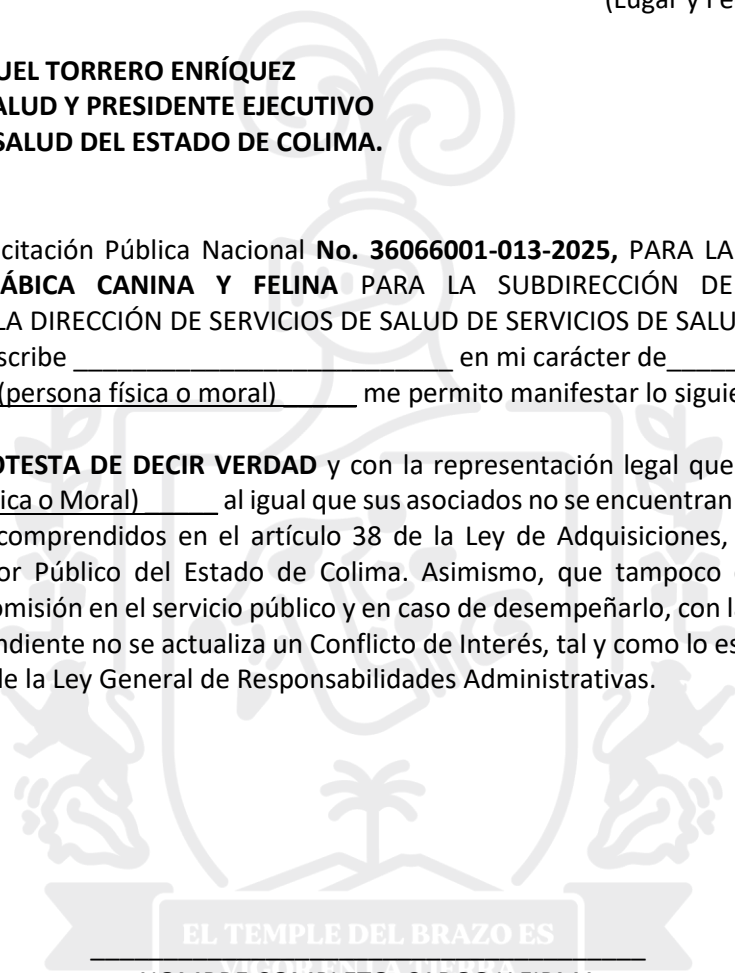 (Lugar y Fe
UEL TORRERO ENRÍQUEZ
ALUD Y PRESIDENTE EJECUTIVO
SALUD DEL ESTADO DE COLIMA.
citación Pública Nacional No. 36066001-013-2025, PARA LA
ÁBICA CANINA Y FELINA PARA LA SUBDIRECCIÓN DE
LA DIRECCIÓN DE SERVICIOS DE SALUD DE SERVICIOS DE SALU
scribe __________________________ en mi carácter de_____
(persona física o moral) _____ me permito manifestar lo siguie
OTESTA DE DECIR VERDAD y con la representación legal que
ica o Moral) _____ al igual que sus asociados no se encuentran
comprendidos en el artículo 38 de la Ley de Adquisiciones,
or Público del Estado de Colima. Asimismo, que tampoco
omisión en el servicio público y en caso de desempeñarlo, con l
ndiente no se actualiza un Conflicto de Interés, tal y como lo es
de la Ley General de Responsabilidades Administrativas.
EL TEMPLE DEL BRAZO ES
VIGOR EN LA TIERRA